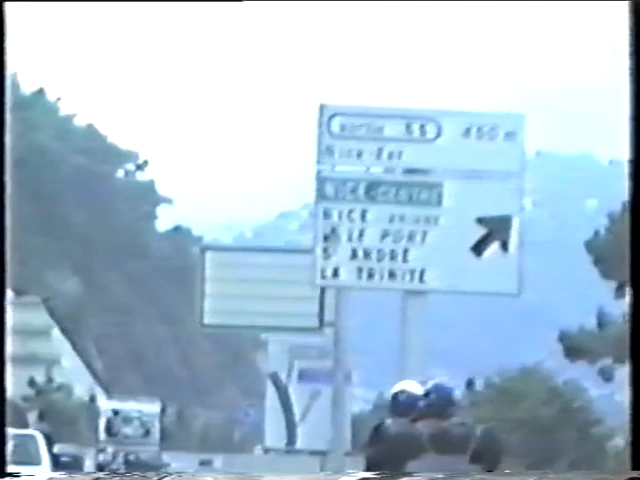 sortie 55 450 m
Nice-Est
NICE-CENTRE
NICE
LE PORT
ST ANDRÉ
LA TRINITÉ